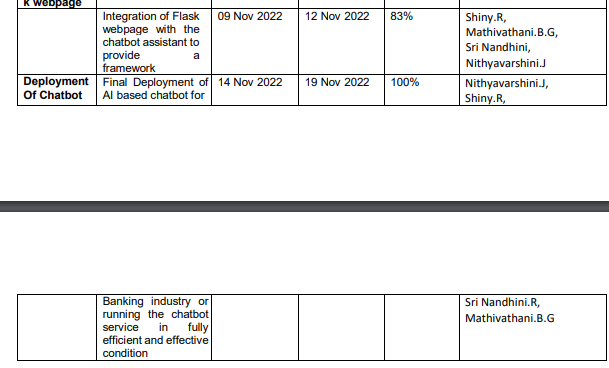 k webpage
Integration of Flask
webpage with the
chatbot assistant to
provide a
framework
09 Nov 2022
12 Nov 2022
83%
Shiny.R,
Mathivathani.B.G,
Sri Nandhini,
Nithyavarshini.J
Deployment
Of Chatbot
Final Deployment of
AI based chatbot for
14 Nov 2022
19 Nov 2022
100%
Nithyavarshini.J,
Shiny.R,
Banking industry or
running the chatbot
service in fully
efficient and effective
condition
Sri Nandhini.R,
Mathivathani.B.G